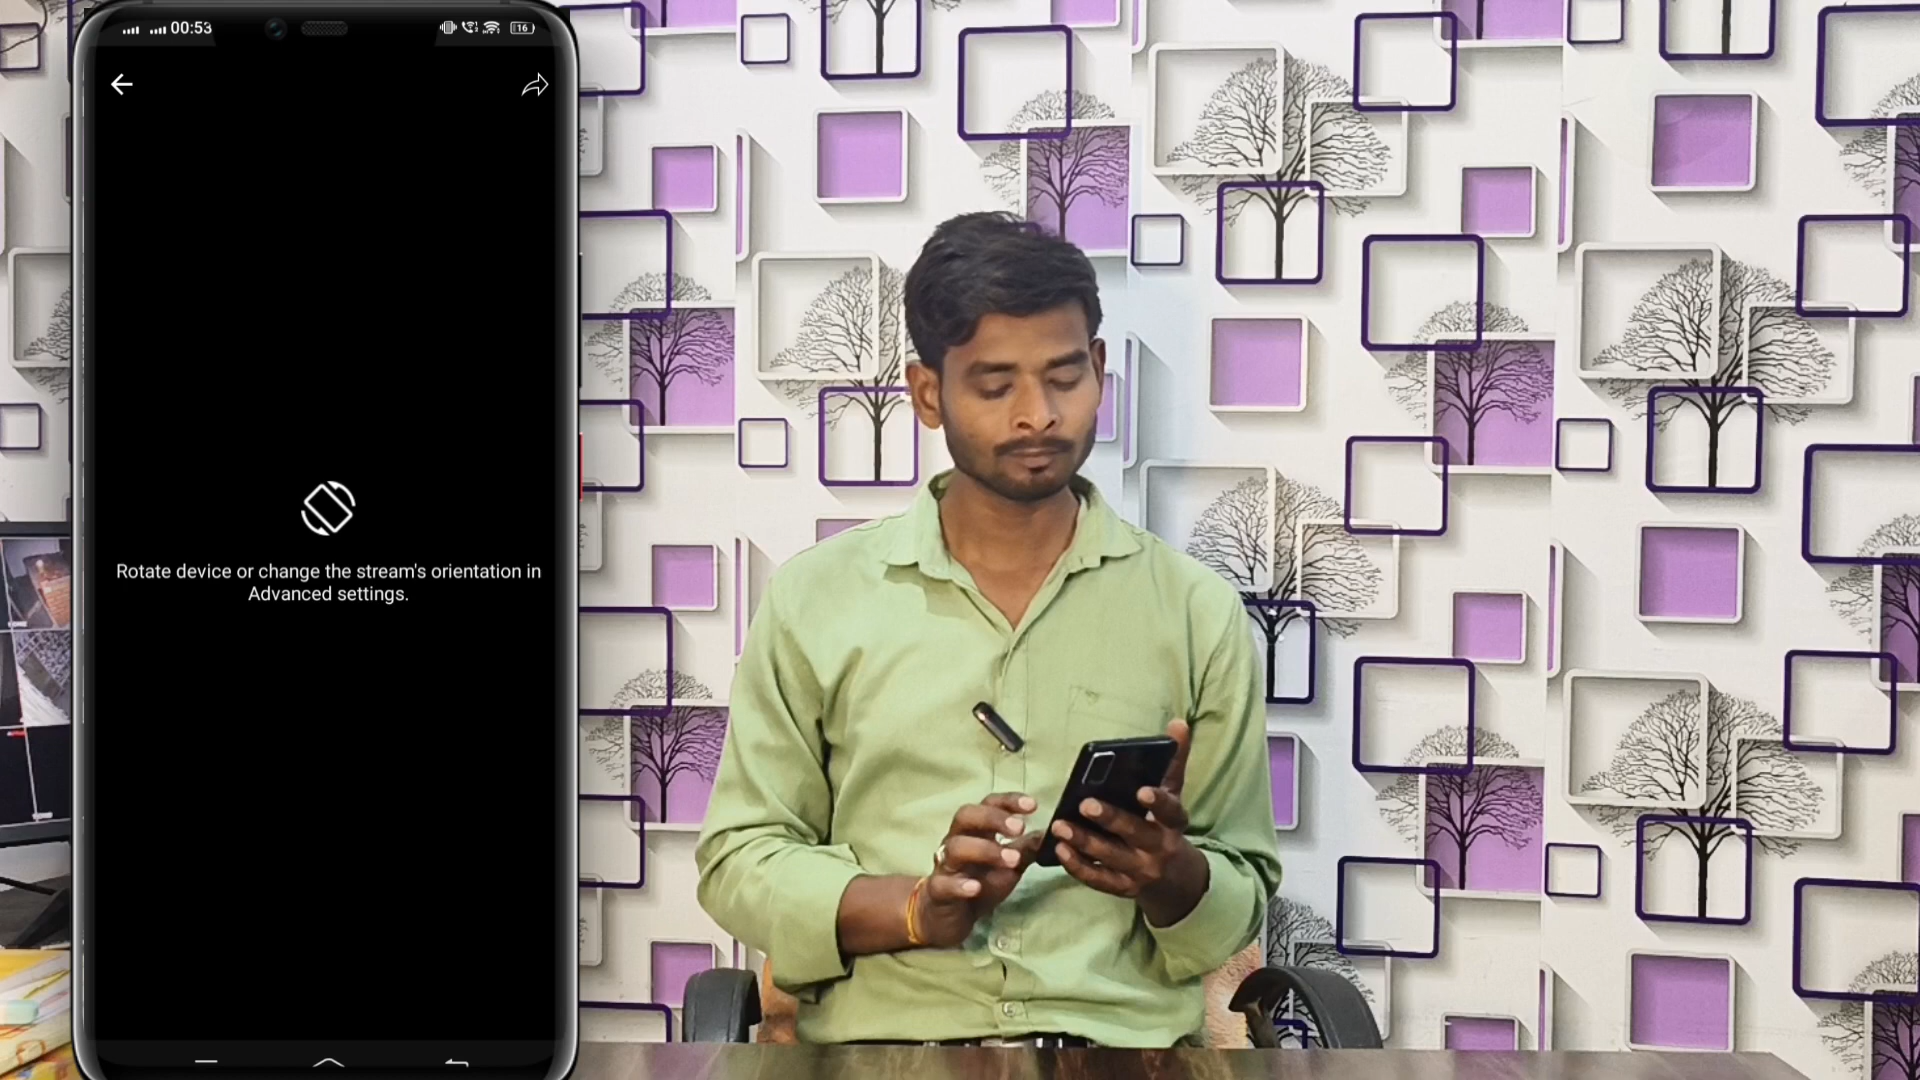 00:53
16
Rotate device or change the stream's orientation in
Advanced settings.